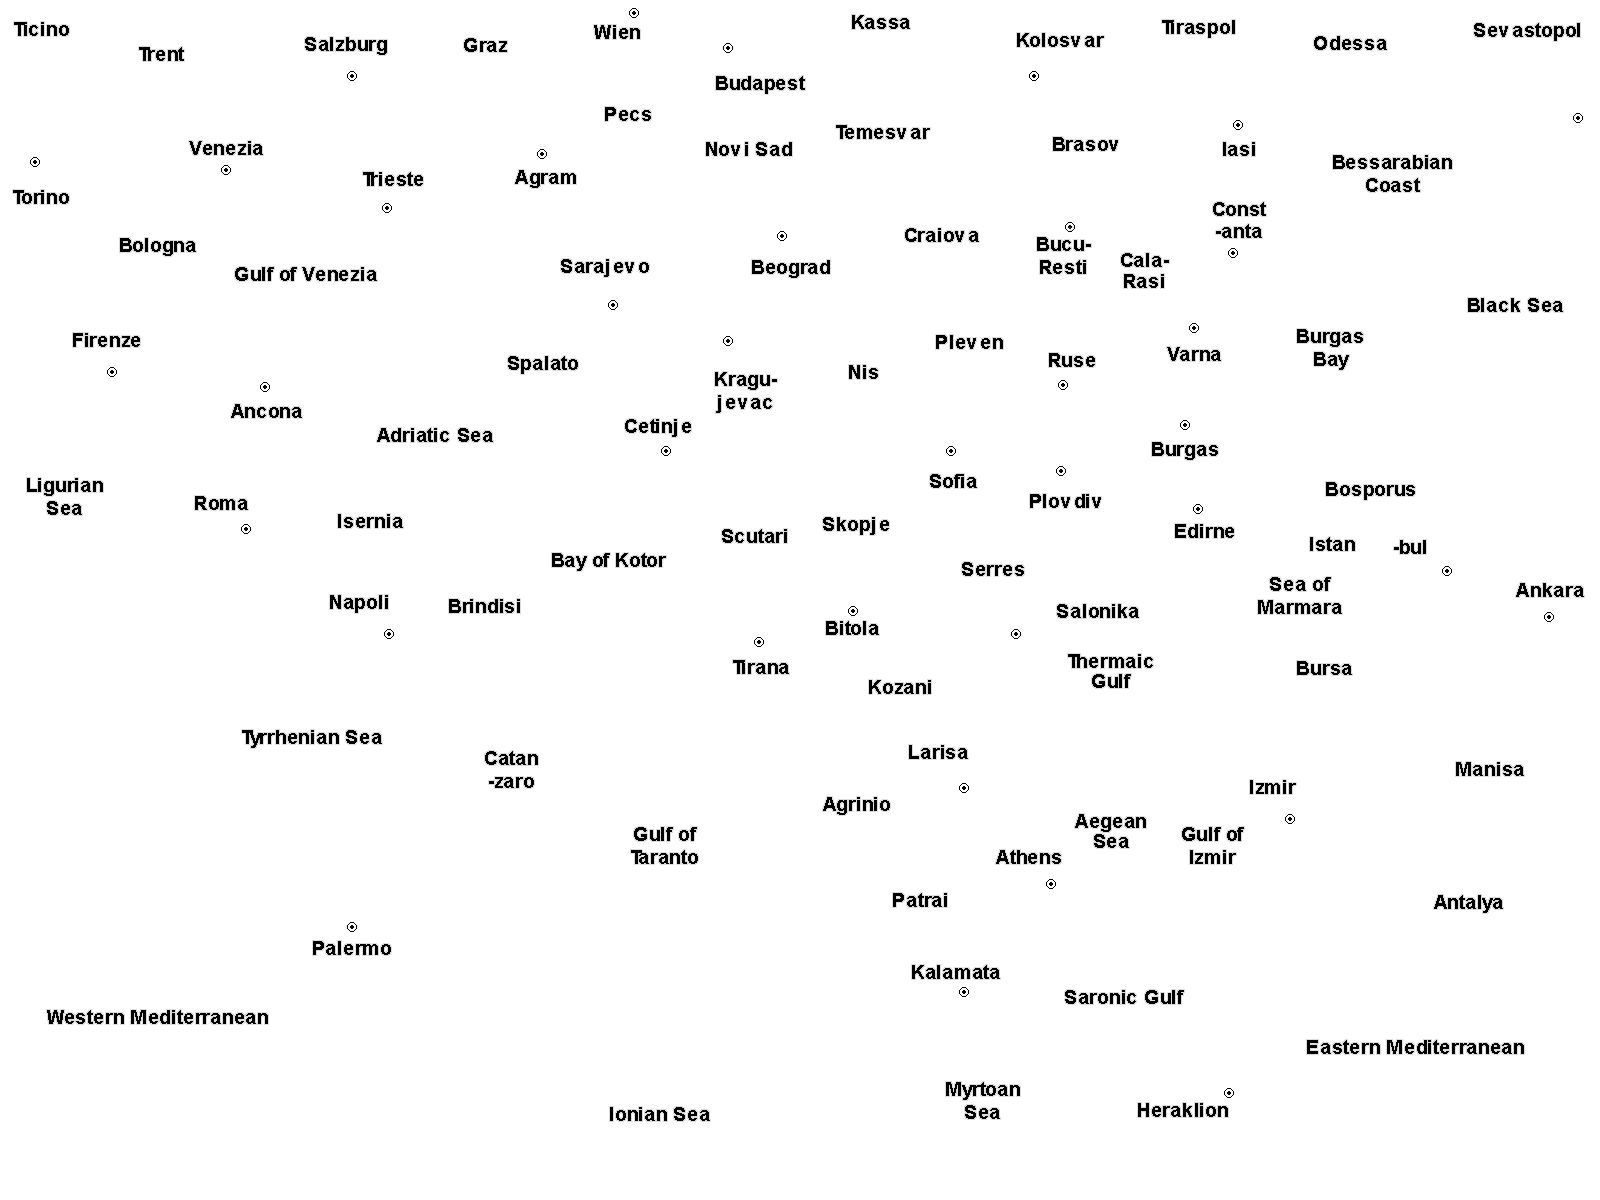 Ticino
Trent
Salzburg
Graz
Wien
Kassa
Kolosvar
Tiraspol
Odessa
Sevastopol
Budapest
Pecs
Novi Sad
Temesvar
Brasov
Iasi
Bessarabian
Coast
Venezia
Torino
Trieste
Agram
Const
-anta
Bologna
Gulf of Venezia
Sarajevo
Beograd
Craiova
Bucu-
Resti
Cala-
Rasi
Black Sea
Firenze
Ancona
Spalato
Kragu-
jevac
Nis
Pleven
Ruse
Varna
Burgas
Bay
Adriatic Sea
Cetinje
Burgas
Ligurian
Sea
Roma
Isernia
Sofia
Plovdiv
Bosporus
Bay of Kotor
Scutari
Skopje
Edirne
Istan
-bul
Serres
Sea of
Marmara
Ankara
Napoli
Brindisi
Bitola
Salonika
Tirana
Kozani
Thermaic
Gulf
Bursa
Tyrrhenian Sea
Catan
-zaro
Larisa
Manisa
Agrinio
Izmir
Gulf of
Taranto
Aegean
Sea
Gulf of
Izmir
Athens
Patrai
Antalya
Palermo
Kalamata
Saronic Gulf
Western Mediterranean
Eastern Mediterranean
Ionian Sea
Myrtoan
Sea
Heraklion